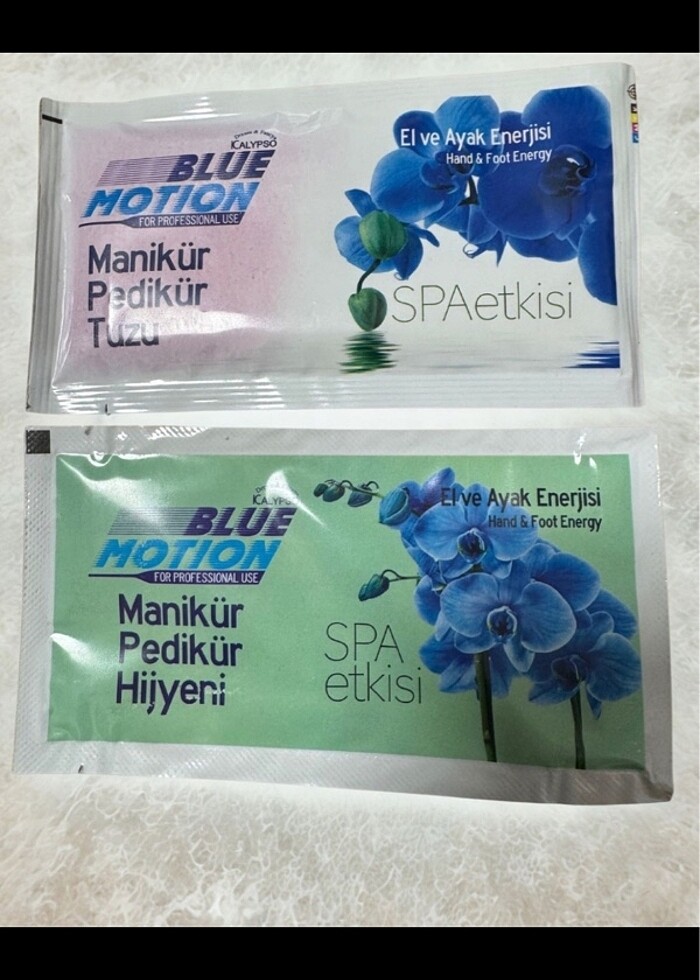 KALYPSO
BLUE
MOTION
FOR PROFESSIONAL USE
Manikür
Pedikür
Tuzu
El ve Ayak Enerjisi
Hand & Foot Energy
SPAetkisi
KALYPSO
BLUE
MOTION
FOR PROFESSIONAL USE
Manikür
Pedikür
Hijyeni
El ve Ayak Enerjisi
Hand & Foot Energy
SPA
etkisi